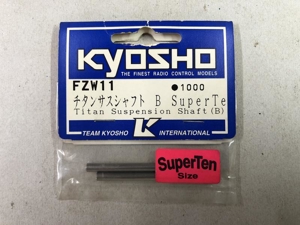 KYOSHO
THE FINEST RADIO CONTROL MODELS
FZW11 ●1000
チタンサスシャフト B SuperTe
Titan Suspension Shaft(B)
TEAM KYOSHO K INTERNATIONAL
SuperTen
Size